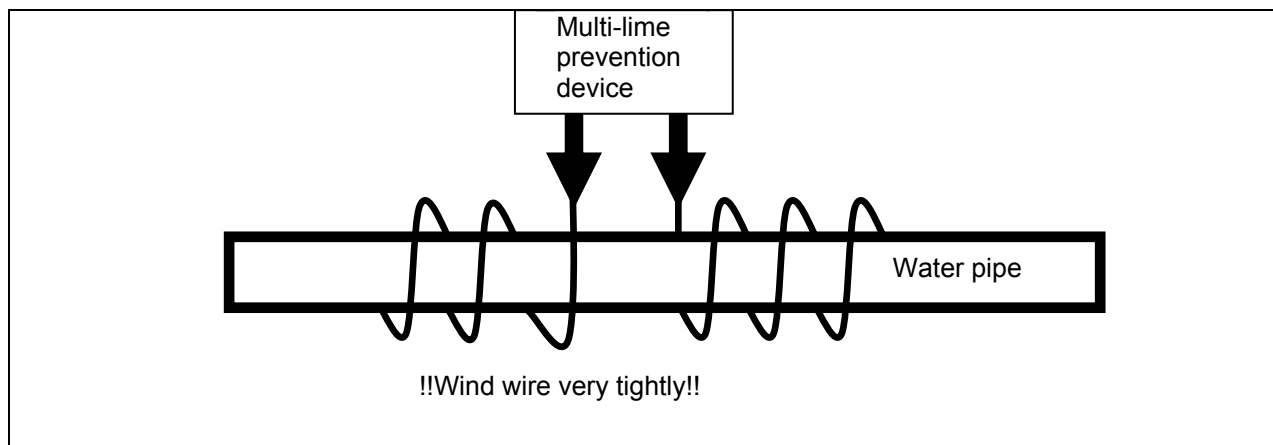 Multi-lime
prevention
device
Water pipe
!!Wind wire very tightly!!